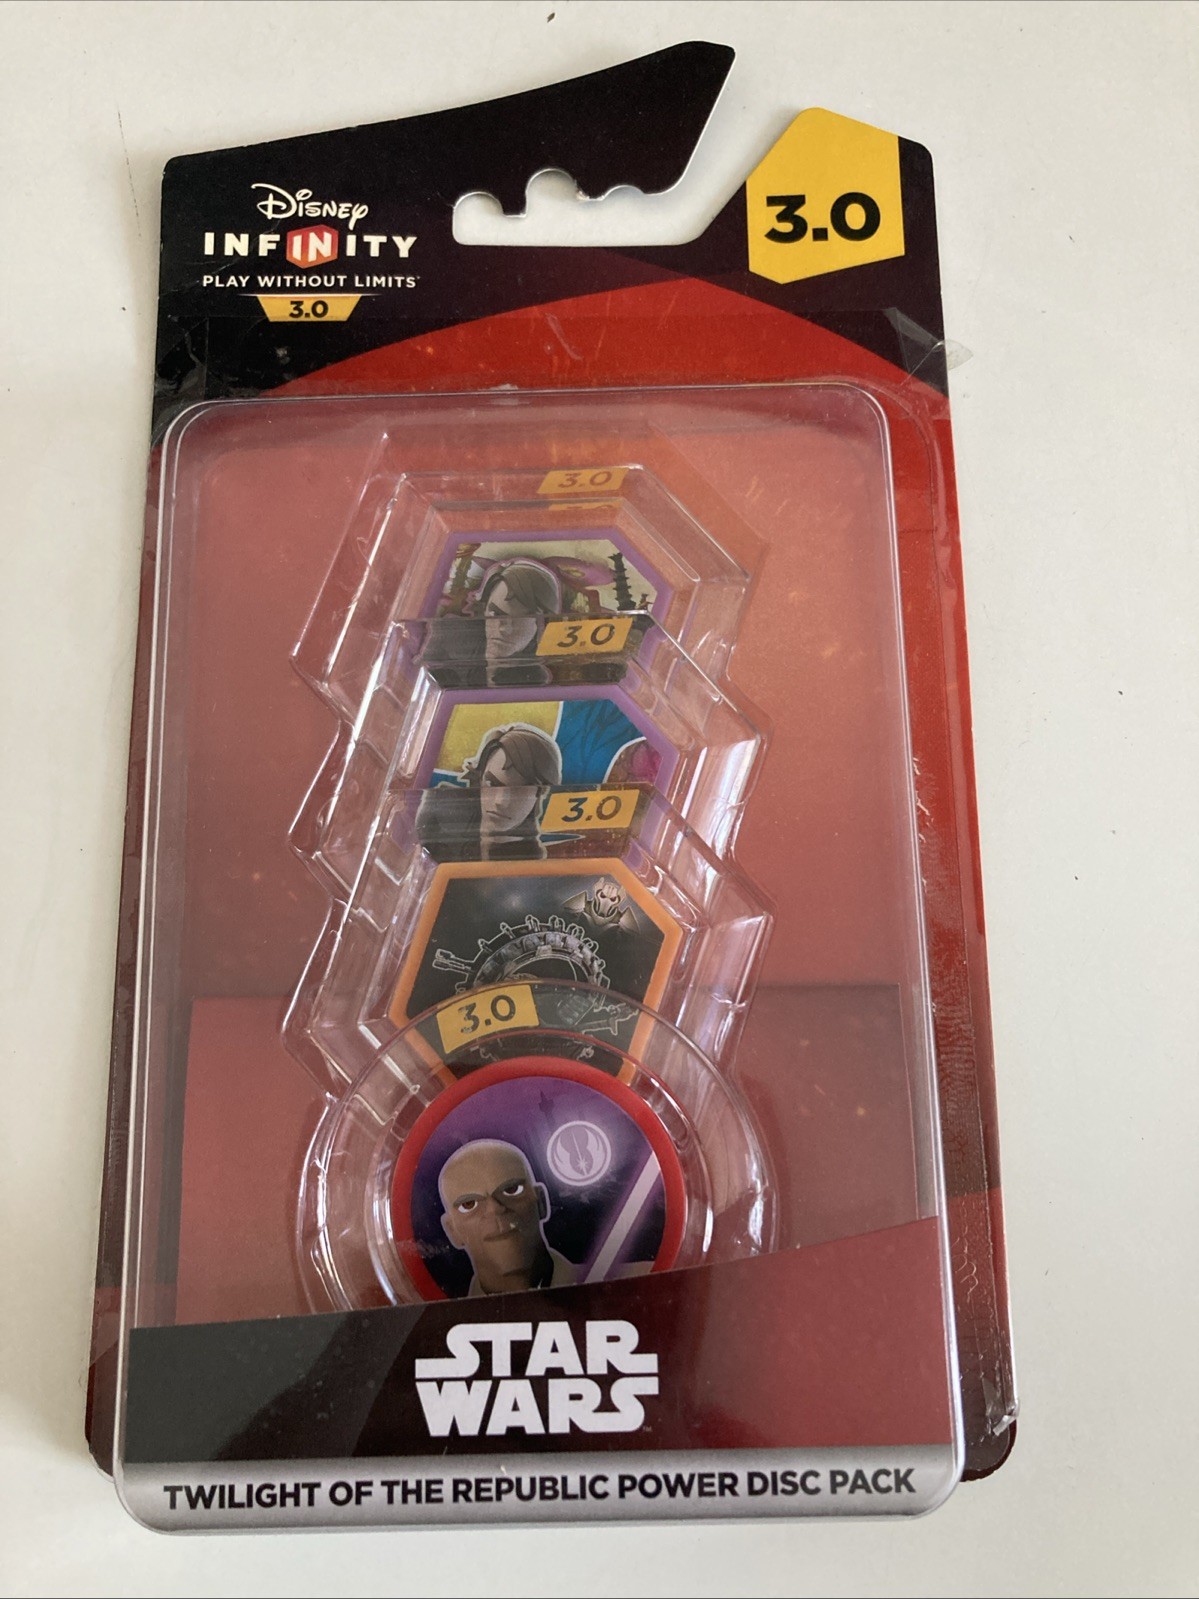 Disney
INFINITY
PLAY WITHOUT LIMITS
3.0
3.0
3.0
3.0
3.0
3.0
STAR
WARS
TWILIGHT OF THE REPUBLIC POWER DISC PACK